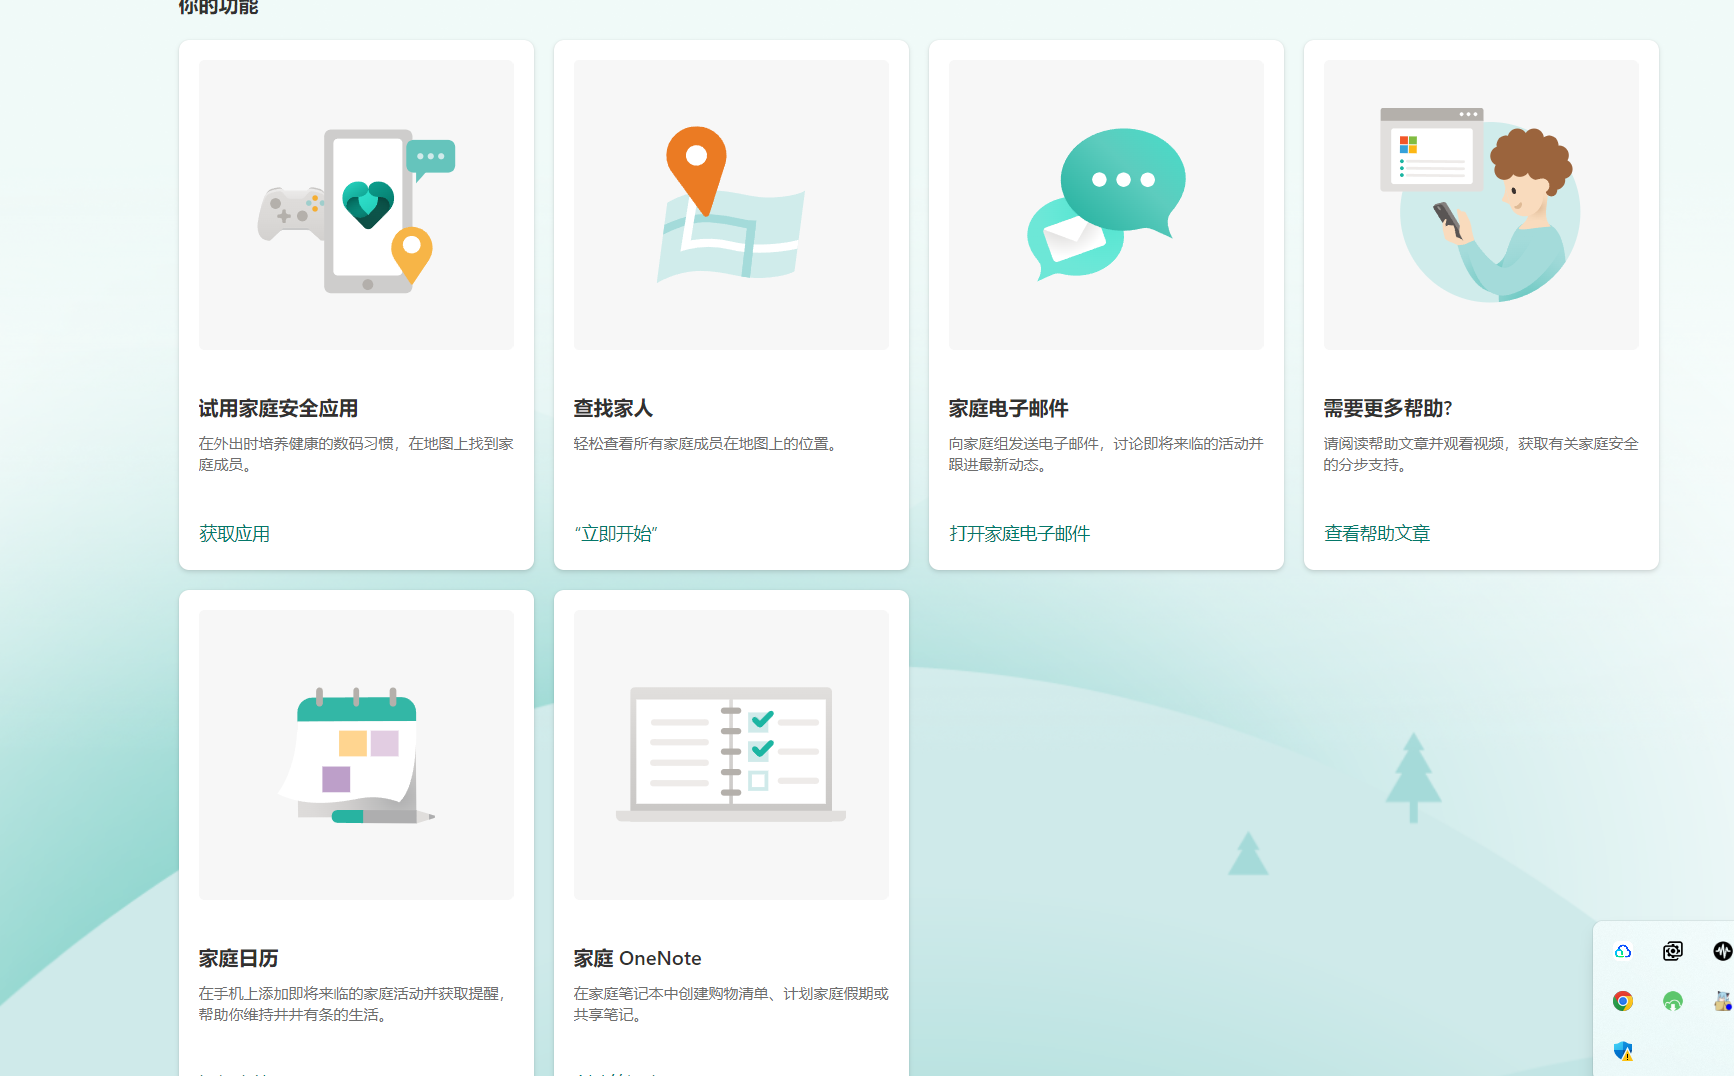 你的功能
试用家庭安全应用
在外出时培养健康的数码习惯，在地图上找到家
庭成员。
获取应用
查找家人
轻松查看所有家庭成员在地图上的位置。
“立即开始”
家庭电子邮件
向家庭组发送电子邮件，讨论即将来临的活动并
跟进最新动态。
打开家庭电子邮件
需要更多帮助?
请阅读帮助文章并观看视频，获取有关家庭安全
的分步支持。
查看帮助文章
家庭日历
在手机上添加即将来临的家庭活动并获取提醒，
帮助你维持井井有条的生活。
家庭 OneNote
在家庭笔记本中创建购物清单、计划家庭假期或
共享笔记。